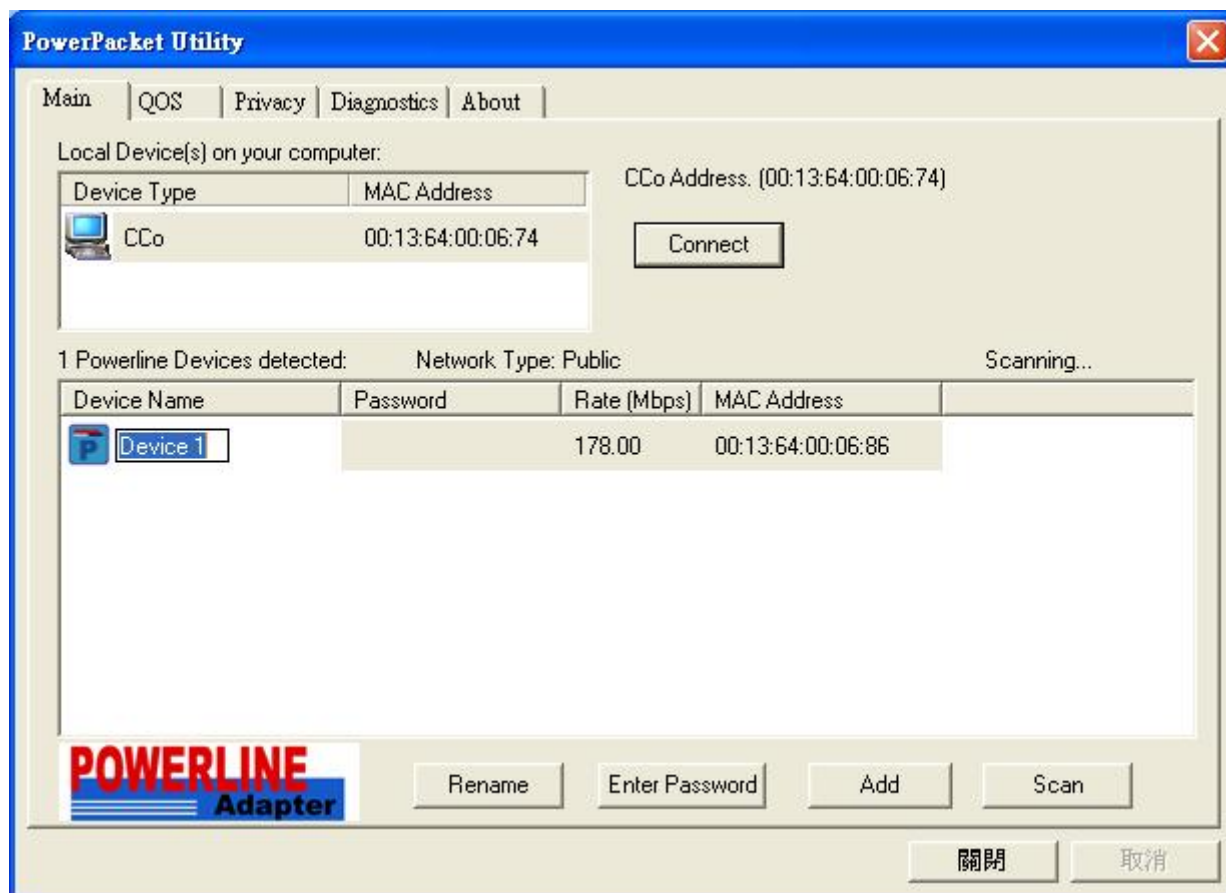 PowerPacket Utility
Main QOS Privacy Diagnostics About
Local Device(s) on your computer:
Device Type MAC Address
CCo 00:13:64:00:06:74
CCo Address. (00:13:64:00:06:74)
Connect
1 Powerline Devices detected: Network Type: Public Scanning...
Device Name Password Rate (Mbps) MAC Address
P Device 1 178.00 00:13:64:00:06:86
POWERLINE
Adapter
Rename Enter Password Add Scan
關閉 取消